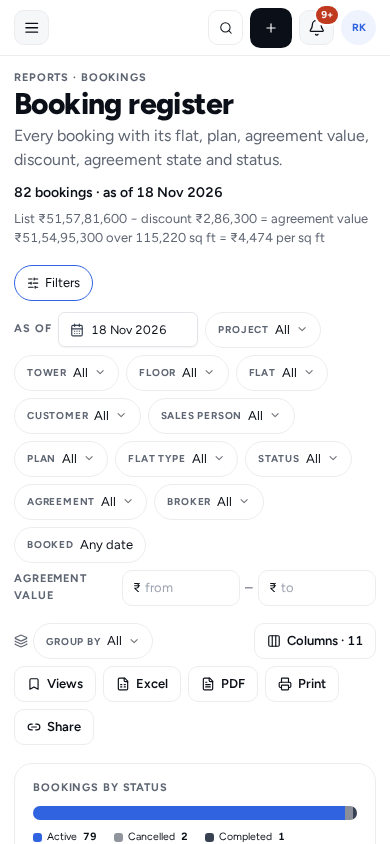 9+
RK
REPORTS · BOOKINGS
Booking register
Every booking with its flat, plan, agreement value,
discount, agreement state and status.
82 bookings · as of 18 Nov 2026
List ₹51,57,81,600 − discount ₹2,86,300 = agreement value
₹51,54,95,300 over 115,220 sq ft = ₹4,474 per sq ft
Filters
AS OF 18 Nov 2026 PROJECT All
TOWER All FLOOR All FLAT All
CUSTOMER All SALES PERSON All
PLAN All FLAT TYPE All STATUS All
AGREEMENT All BROKER All
BOOKED Any date
AGREEMENT
VALUE ₹ from – ₹ to
GROUP BY All Columns · 11
Views Excel PDF Print
Share
BOOKINGS BY STATUS
Active 79 Cancelled 2 Completed 1